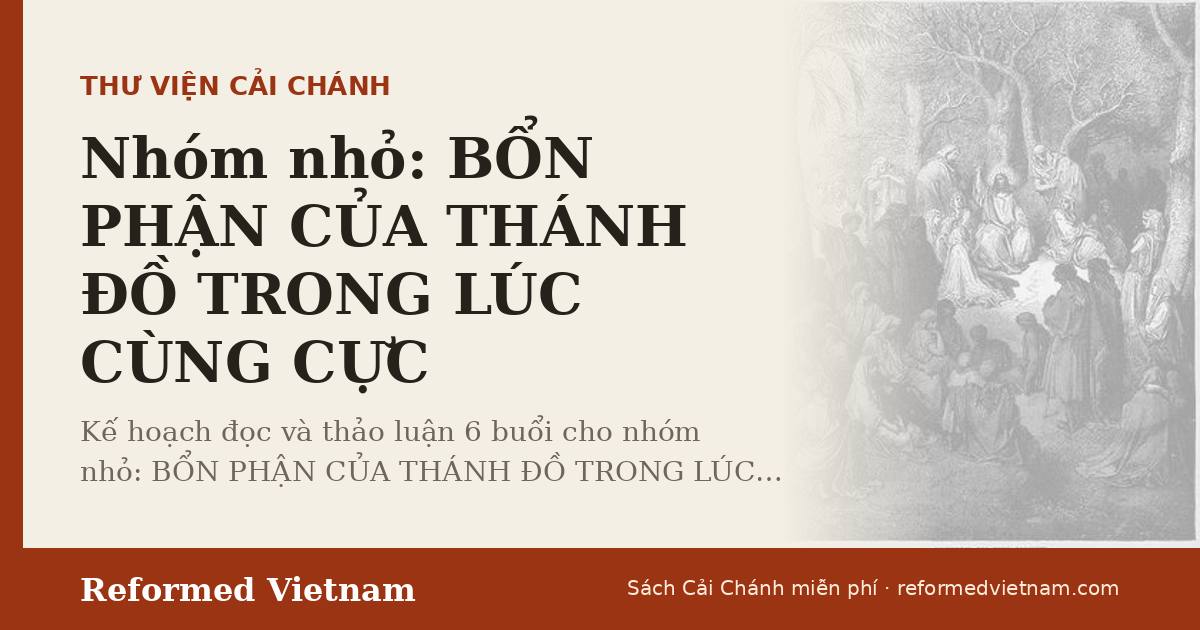 THƯ VIỆN CẢI CHÁNH
Nhóm nhỏ: BỔN
PHẬN CỦA THÁNH
ĐỒ TRONG LÚC
CÙNG CỰC
Kế hoạch đọc và thảo luận 6 buổi cho nhóm
nhỏ: BỔN PHẬN CỦA THÁNH ĐỒ TRONG LÚC...
Reformed Vietnam
Sách Cải Chánh miễn phí · reformedvietnam.com